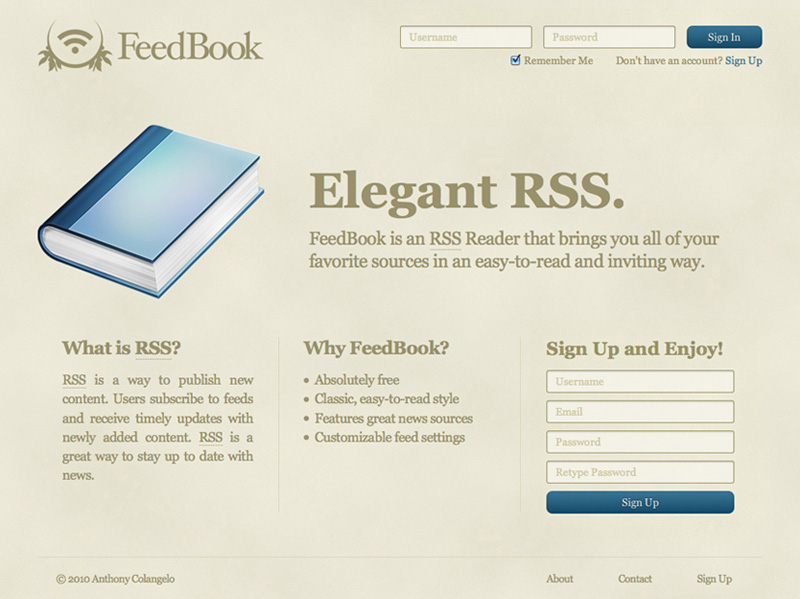 FeedBook
Username
Password
Sign In
Remember Me
Don't have an account? Sign Up
Elegant RSS.
FeedBook is an RSS Reader that brings you all of your
favorite sources in an easy-to-read and inviting way.
What is RSS?
RSS is a way to publish new
content. Users subscribe to feeds
and receive timely updates with
newly added content. RSS is a
great way to stay up to date with
news.
Why FeedBook?
• Absolutely free
• Classic, easy-to-read style
• Features great news sources
• Customizable feed settings
Sign Up and Enjoy!
Username
Email
Password
Retype Password
Sign Up
© 2010 Anthony Colangelo
About
Contact
Sign Up